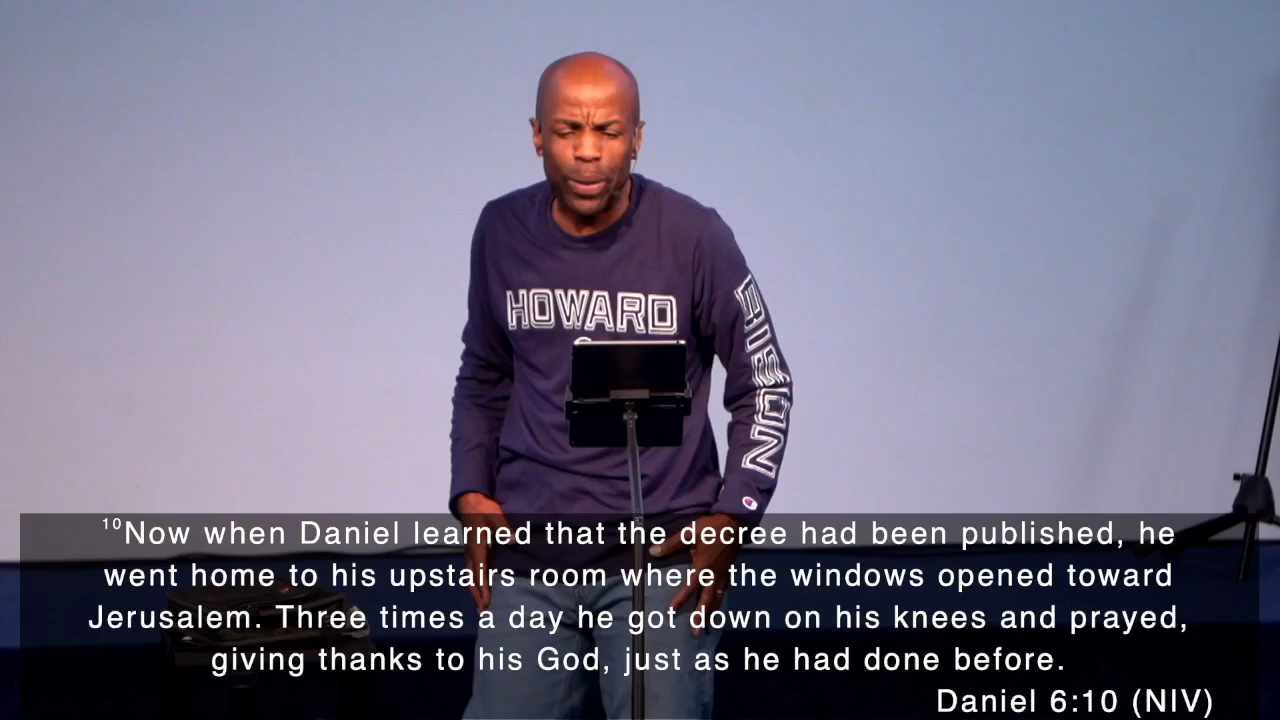 HOWARD
BISON
¹⁰Now when Daniel learned that the decree had been published, he
went home to his upstairs room where the windows opened toward
Jerusalem. Three times a day he got down on his knees and prayed,
giving thanks to his God, just as he had done before.
Daniel 6:10 (NIV)